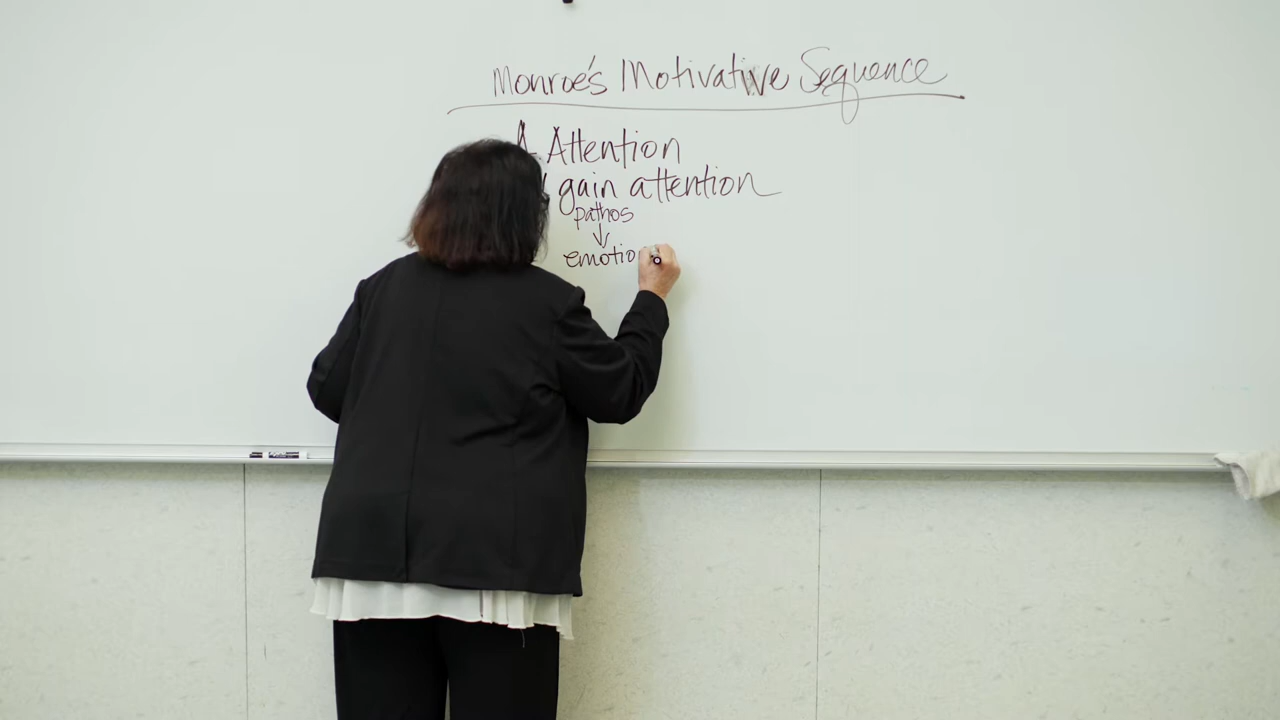 Monroe's Motivative Sequence
A Attention
gain attention
pathos
↓
emotio